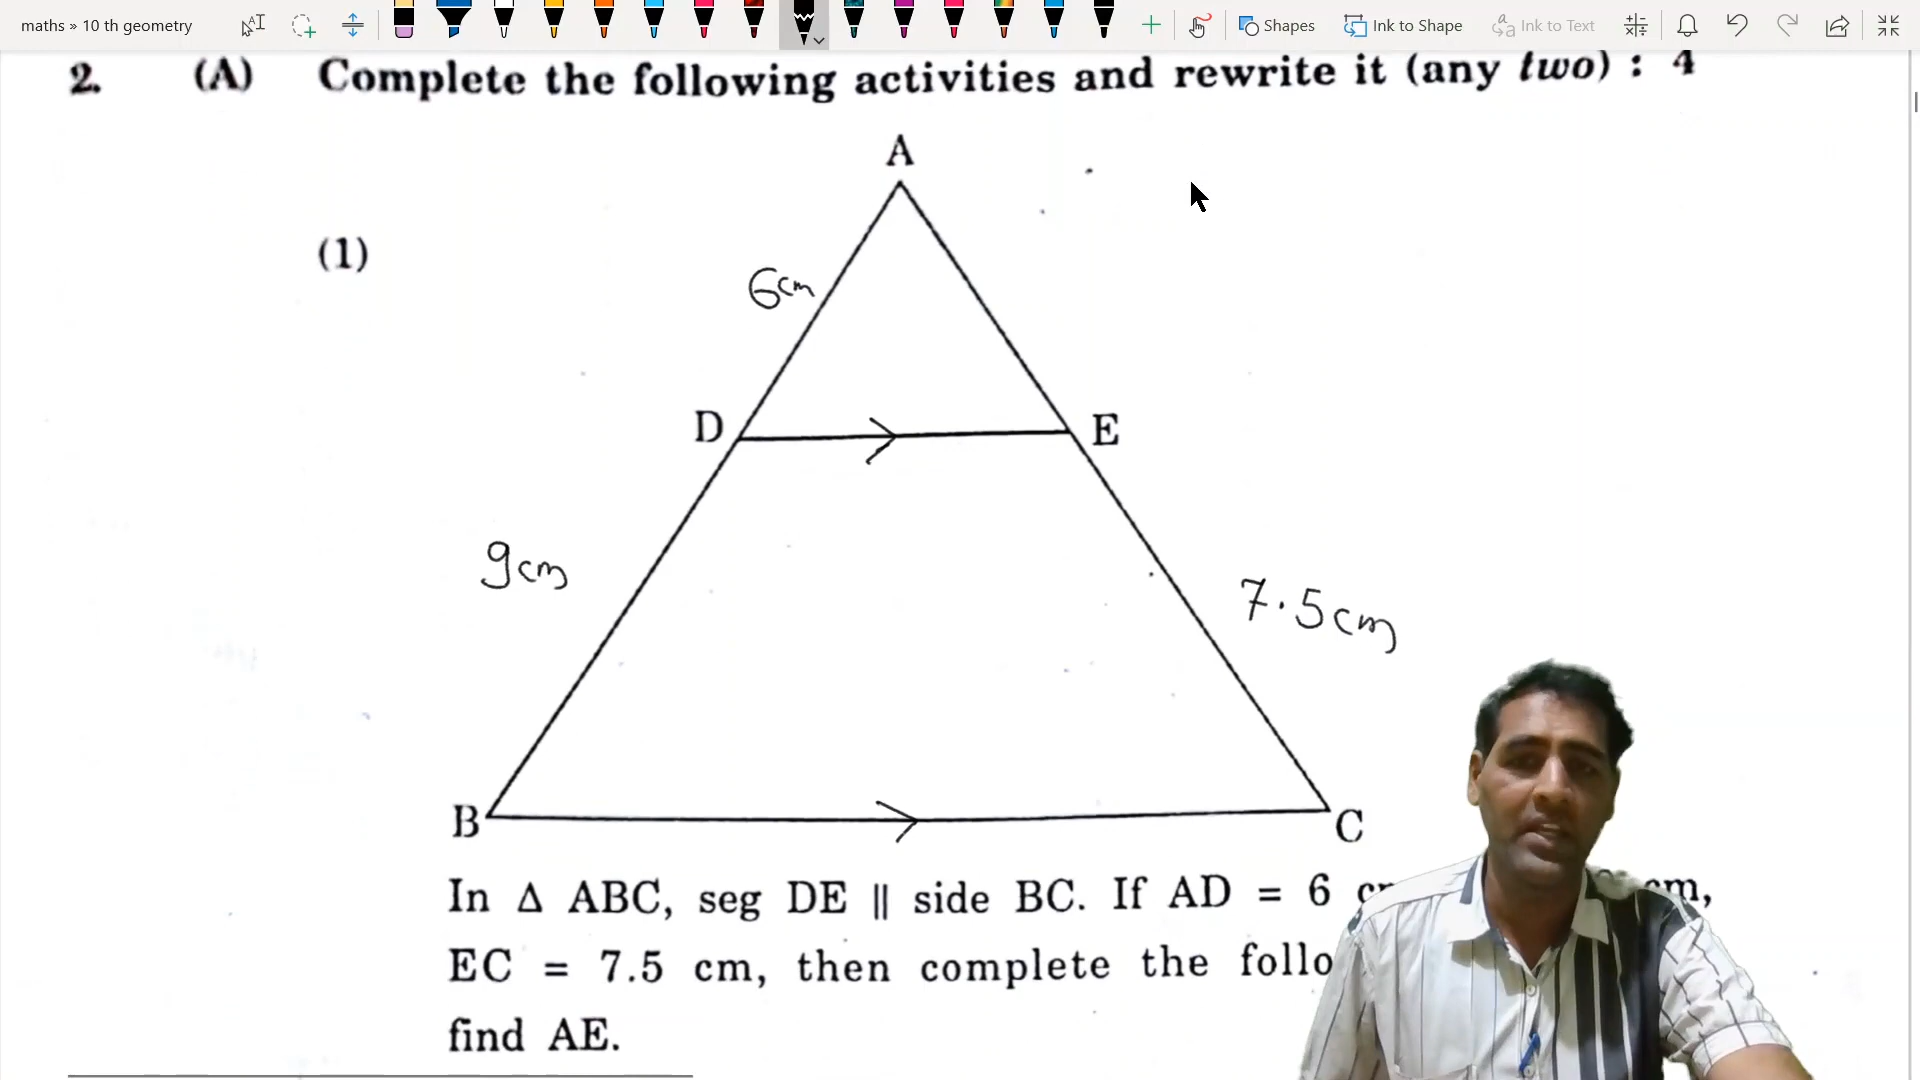 maths » 10 th geometry
Shapes
Ink to Shape
Ink to Text
2. (A) Complete the following activities and rewrite it (any two) : 4
A
(1)
6cm
D
E
9cm
7.5cm
B
C
In Δ ABC, seg DE || side BC. If AD = 6 cm,
EC = 7.5 cm, then complete the
find AE.